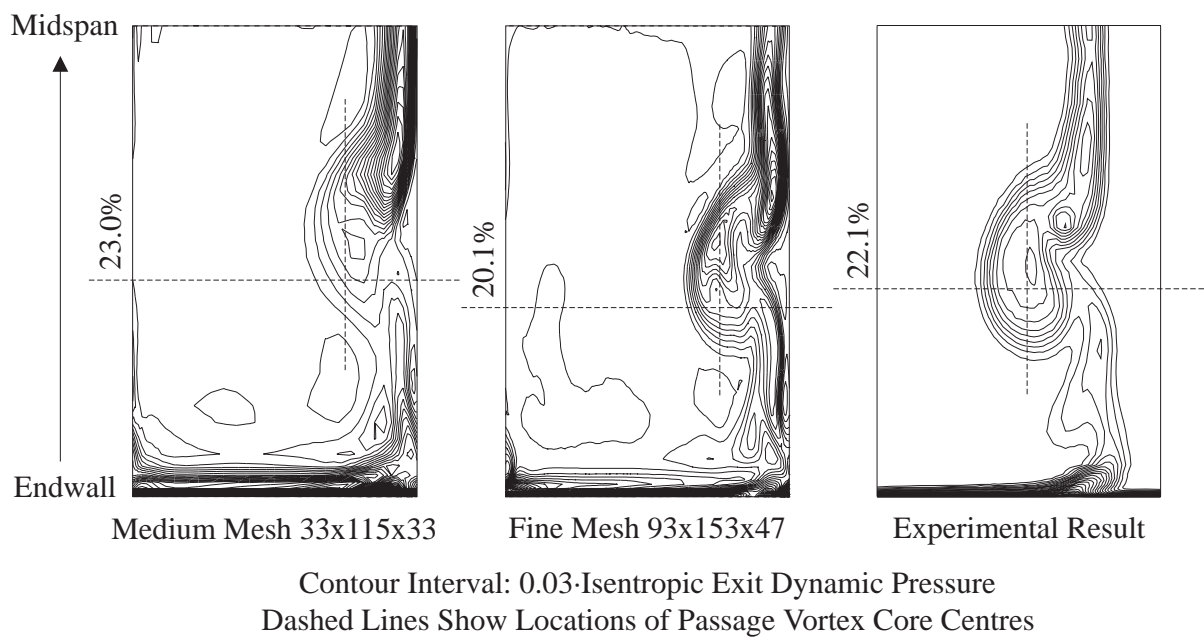 Midspan
23.0%
20.1%
22.1%
Endwall
Medium Mesh 33x115x33
Fine Mesh 93x153x47
Experimental Result
Contour Interval: 0.03·Isentropic Exit Dynamic Pressure
Dashed Lines Show Locations of Passage Vortex Core Centres